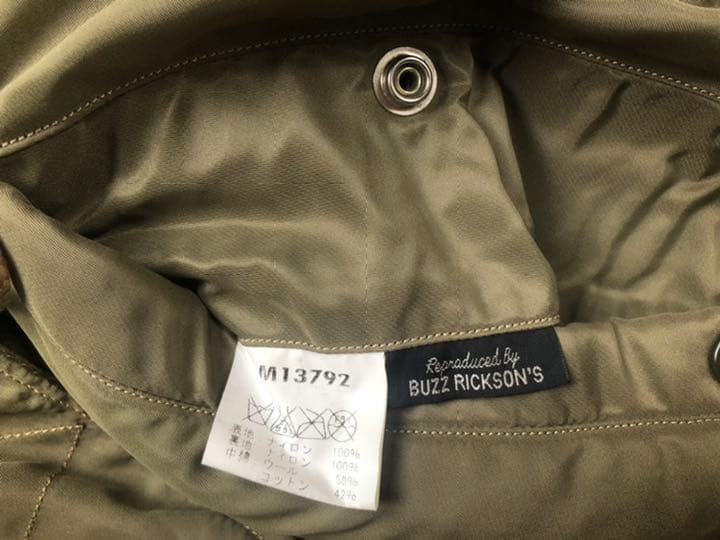 M13792
表地 ナイロン 100%
裏地 ナイロン 100%
中綿 ウール 58%
コットン 42%
Reproduced By
BUZZ RICKSON'S